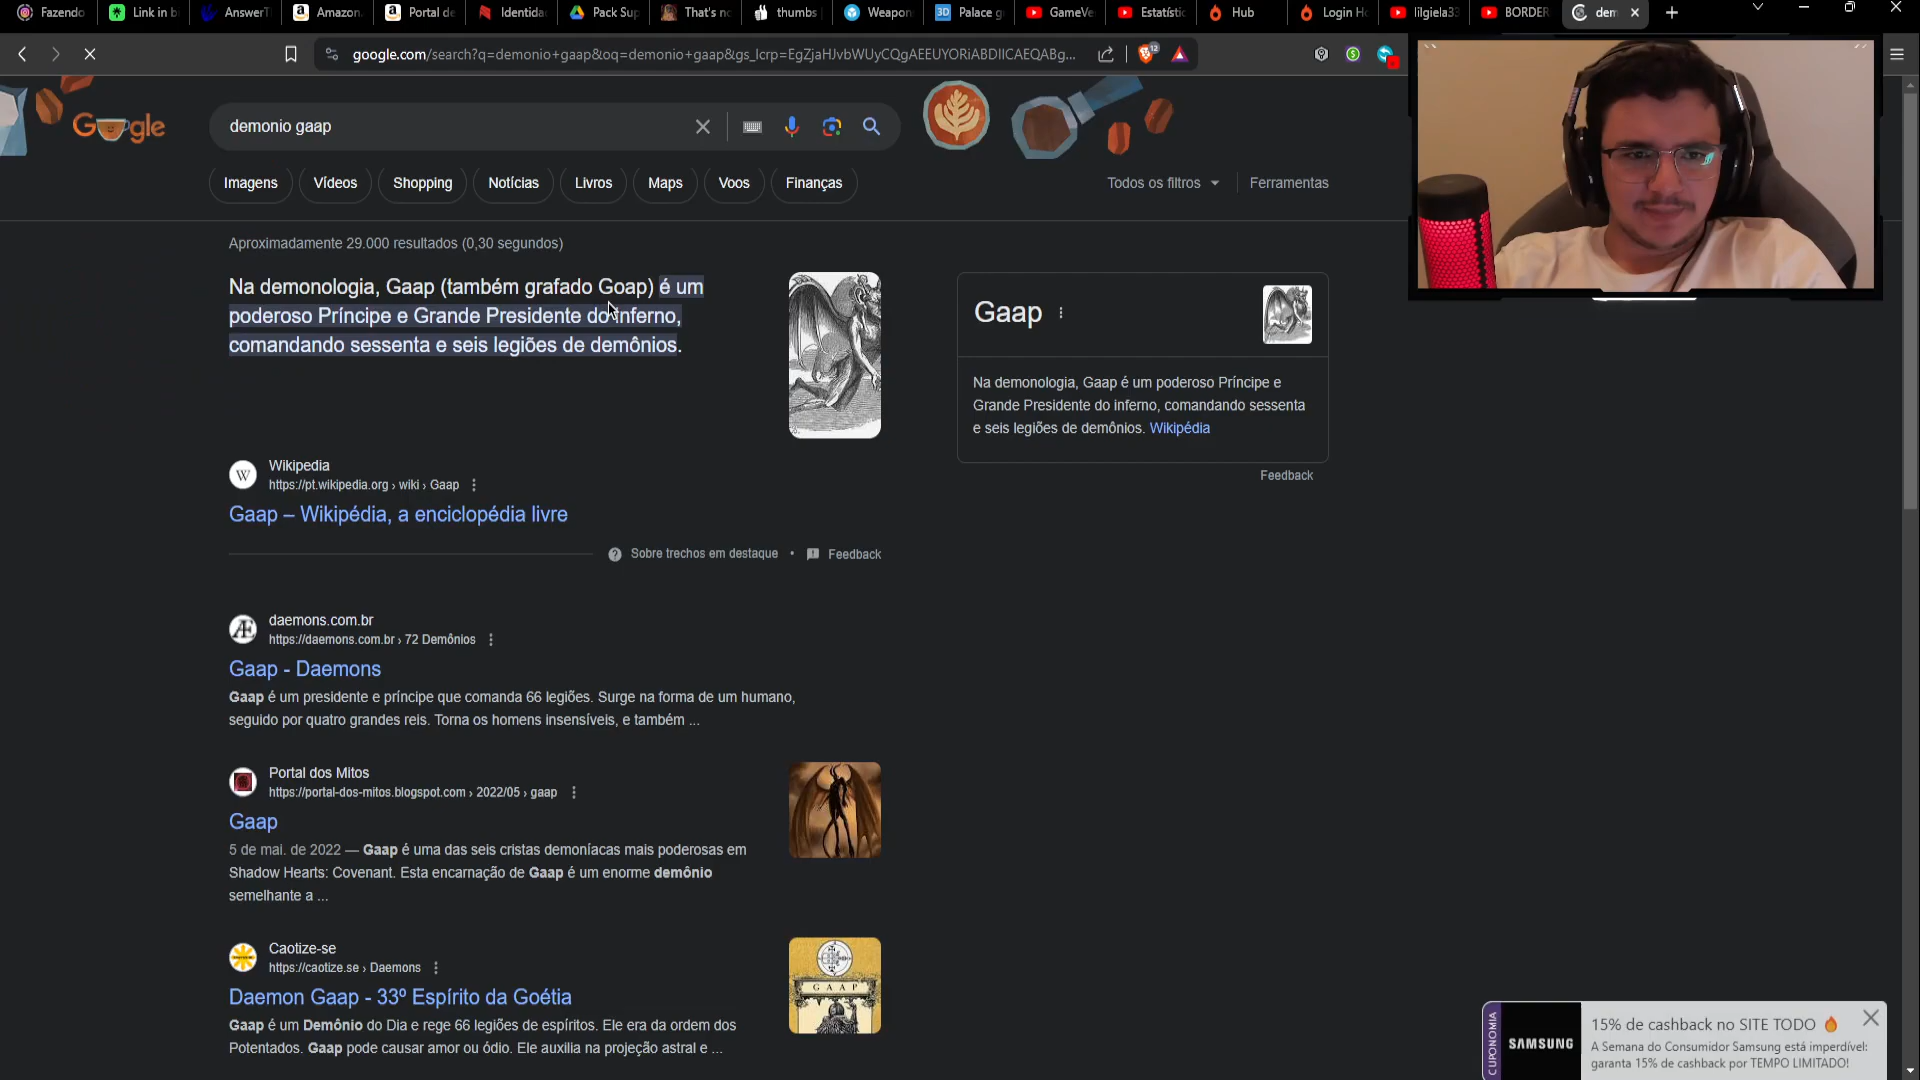 Fazendo
Link in b
AnswerT
Amazon
Portal de
Identida
Pack Sup
That's no
thumbs
Weapon
Palace g
GameVe
Estatístic
Hub
Login H
lilgiela33
BORDER
dem
google.com/search?q=demonio+gaap&oq=demonio+gaap&gs_lcrp=EgZjaHJvbWUyCQgAEEUYORiABDIICAEQABg...
12
Google
demonio gaap
Imagens
Vídeos
Shopping
Notícias
Livros
Maps
Voos
Finanças
Todos os filtros
Ferramentas
Aproximadamente 29.000 resultados (0,30 segundos)
Na demonologia, Gaap (também grafado Goap) é um
poderoso Príncipe e Grande Presidente do inferno,
comandando sessenta e seis legiões de demônios.
Gaap
Na demonologia, Gaap é um poderoso Príncipe e
Grande Presidente do inferno, comandando sessenta
e seis legiões de demônios. Wikipédia
Feedback
W
Wikipedia
https://pt.wikipedia.org › wiki › Gaap
Gaap – Wikipédia, a enciclopédia livre
Sobre trechos em destaque • Feedback
daemons.com.br
https://daemons.com.br › 72 Demônios
Gaap - Daemons
Gaap é um presidente e príncipe que comanda 66 legiões. Surge na forma de um humano,
seguido por quatro grandes reis. Torna os homens insensíveis, e também ...
Portal dos Mitos
https://portal-dos-mitos.blogspot.com › 2022/05 › gaap
Gaap
5 de mai. de 2022 — Gaap é uma das seis cristas demoníacas mais poderosas em
Shadow Hearts: Covenant. Esta encarnação de Gaap é um enorme demônio
semelhante a ...
Caotize-se
https://caotize.se › Daemons
Daemon Gaap - 33º Espírito da Goétia
Gaap é um Demônio do Dia e rege 66 legiões de espíritos. Ele era da ordem dos
Potentados. Gaap pode causar amor ou ódio. Ele auxilia na projeção astral e ...
GAAP
CUPONOMIA
SAMSUNG
15% de cashback no SITE TODO
A Semana do Consumidor Samsung está imperdível:
garanta 15% de cashback por TEMPO LIMITADO!